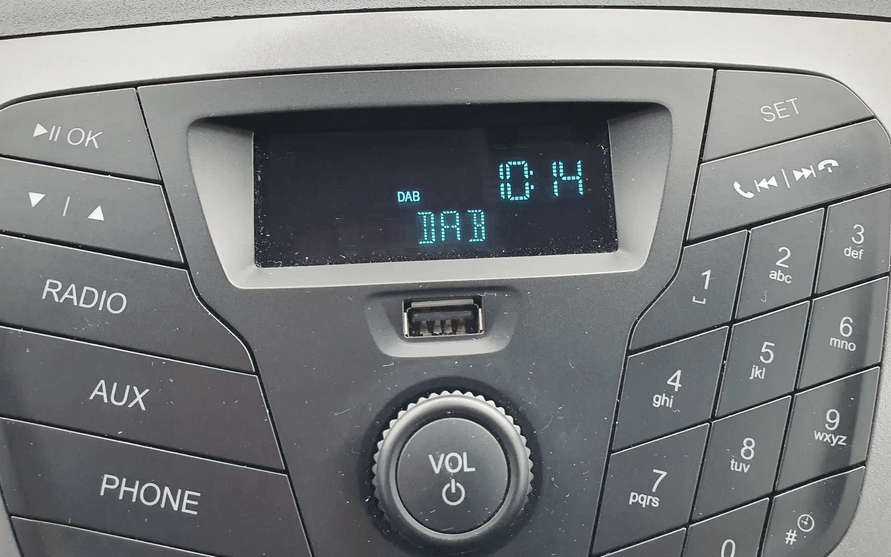 OK
RADIO
AUX
PHONE
10:14
DAB
DAB
VOL
SET
1
2
abc
3
def
4
ghi
5
jkl
6
mno
7
pqrs
8
tuv
9
wxyz
0
#